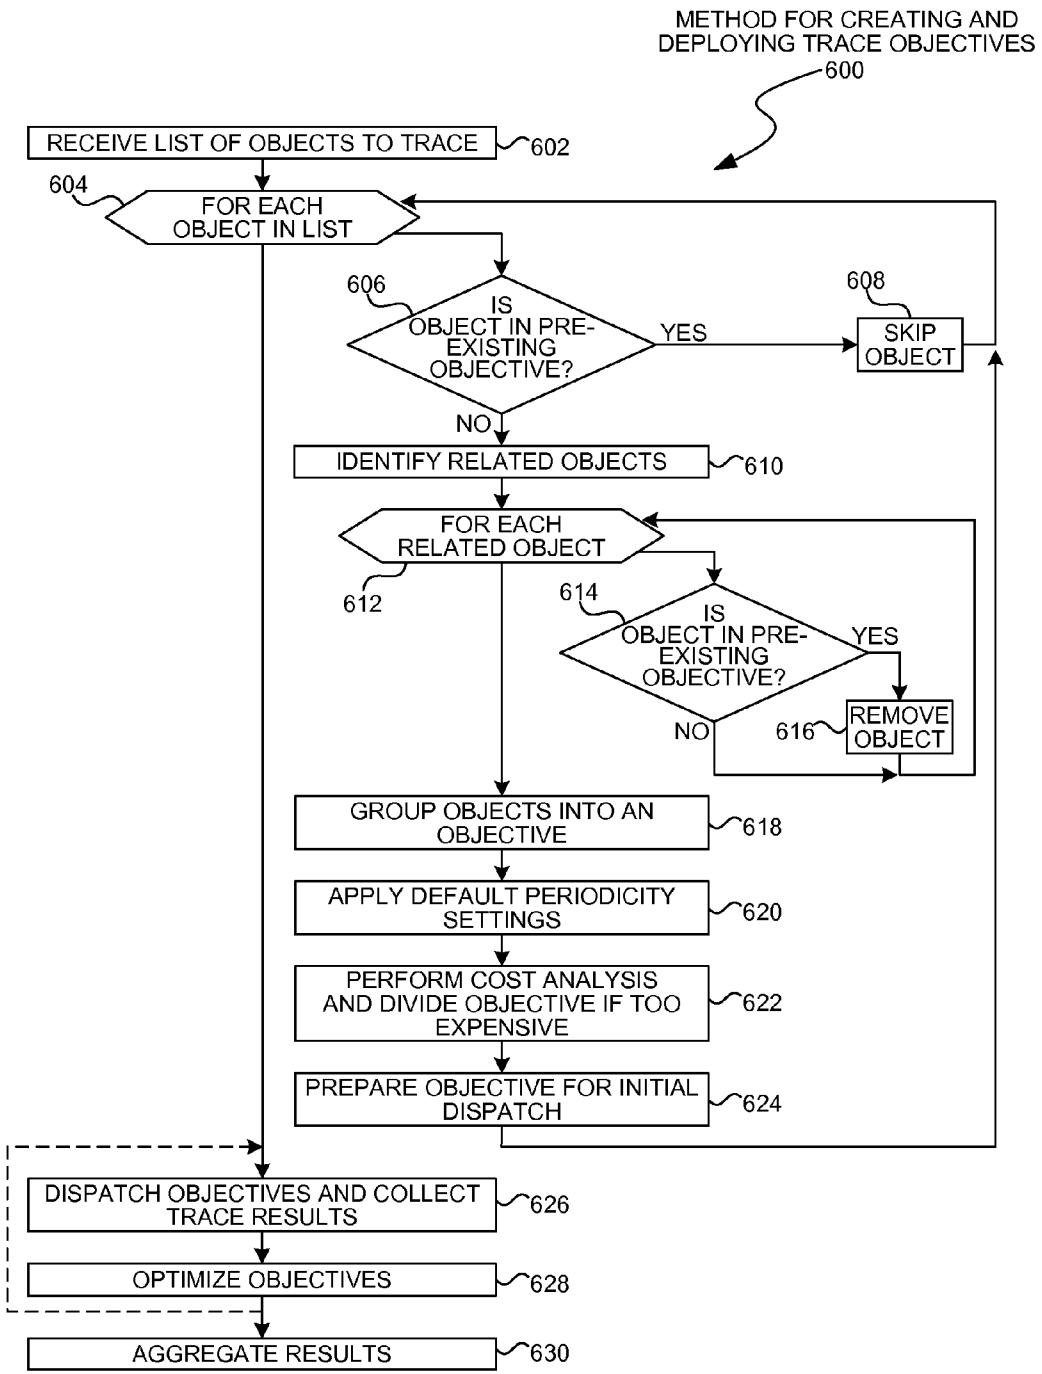 METHOD FOR CREATING AND
DEPLOYING TRACE OBJECTIVES
600
RECEIVE LIST OF OBJECTS TO TRACE
602
604
FOR EACH
OBJECT IN LIST
606
IS
OBJECT IN PRE-
EXISTING
OBJECTIVE?
YES
608
SKIP
OBJECT
NO
IDENTIFY RELATED OBJECTS
610
FOR EACH
RELATED OBJECT
612
614
IS
OBJECT IN PRE-
EXISTING
OBJECTIVE?
YES
NO
616
REMOVE
OBJECT
GROUP OBJECTS INTO AN
OBJECTIVE
618
APPLY DEFAULT PERIODICITY
SETTINGS
620
PERFORM COST ANALYSIS
AND DIVIDE OBJECTIVE IF TOO
EXPENSIVE
622
PREPARE OBJECTIVE FOR INITIAL
DISPATCH
624
DISPATCH OBJECTIVES AND COLLECT
TRACE RESULTS
626
OPTIMIZE OBJECTIVES
628
AGGREGATE RESULTS
630